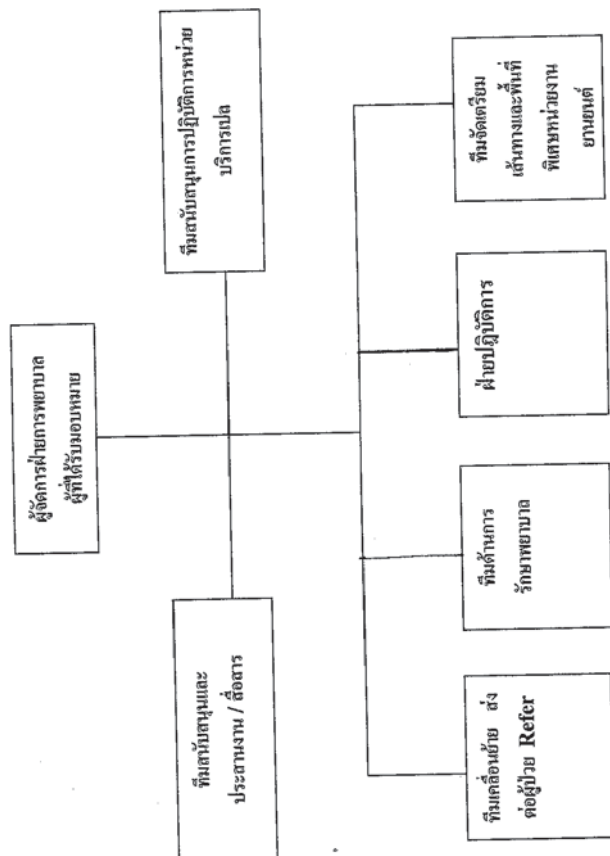 ผู้จัดการฝ่ายการพยาบาล
ผู้ที่ได้รับมอบหมาย
ทีมสนับสนุนและ
ประสานงาน / สื่อสาร
ทีมสนับสนุนการปฏิบัติการหน่วย
บริการเปล
ทีมเคลื่อนย้าย ส่ง
ต่อผู้ป่วย Refer
ทีมด้านการ
รักษาพยาบาล
ฝ่ายปฏิบัติการ
ทีมจัดเตรียม
เส้นทางและพื้นที่
พิเศษหน่วยงาน
ยานยนต์